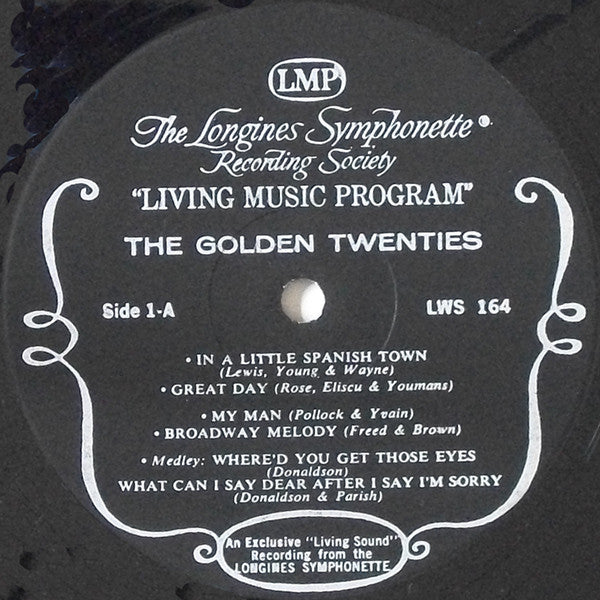 LMP
The Longines Symphonette ®
Recording Society
"LIVING MUSIC PROGRAM"
THE GOLDEN TWENTIES
Side 1-A
LWS 164
• IN A LITTLE SPANISH TOWN
(Lewis, Young & Wayne)
• GREAT DAY (Rose, Eliscu & Youmans)
• MY MAN (Pollock & Yvain)
• BROADWAY MELODY (Freed & Brown)
• Medley: WHERE'D YOU GET THOSE EYES
(Donaldson)
WHAT CAN I SAY DEAR AFTER I SAY I'M SORRY
(Donaldson & Parish)
An Exclusive "Living Sound"
Recording from the
LONGINES SYMPHONETTE